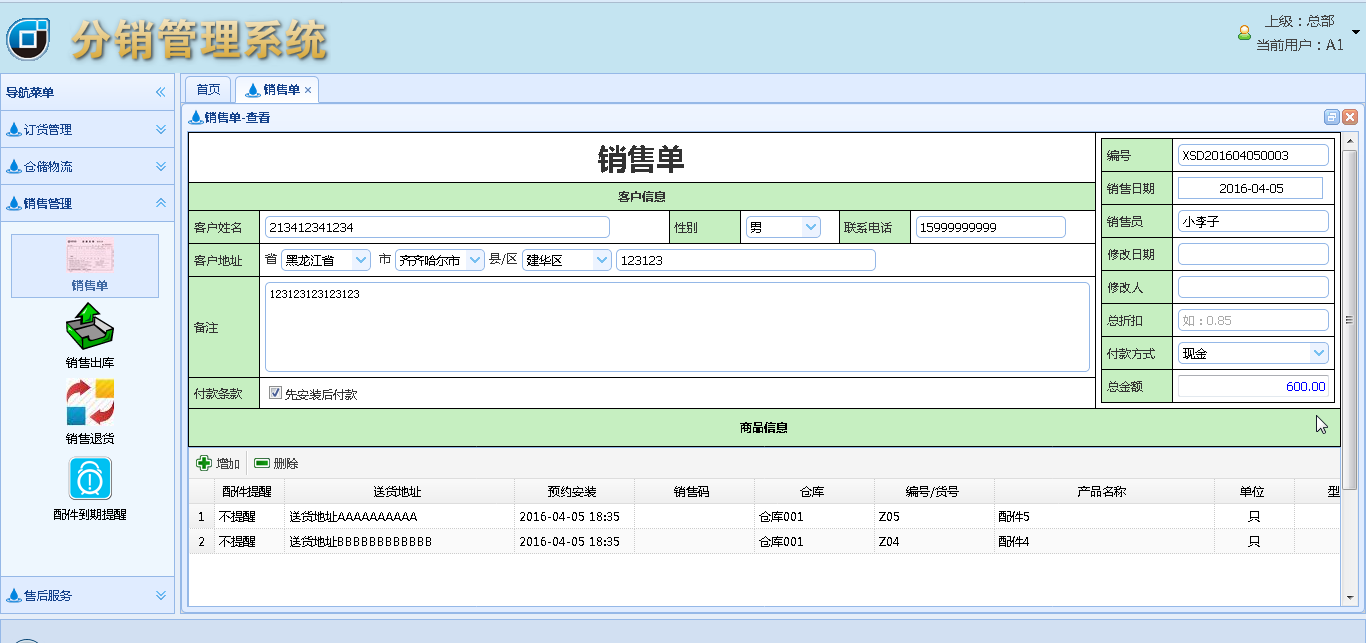 分销管理系统
上级：总部
当前用户：A1
导航菜单
订货管理
仓储物流
销售管理
销售单
销售出库
销售退货
配件到期提醒
售后服务
首页 销售单
销售单-查看
销售单
客户信息
客户姓名 213412341234 性别 男 联系电话 15999999999
客户地址 省 黑龙江省 市 齐齐哈尔市 县/区 建华区 123123
备注 123123123123123
付款条款 先安装后付款
编号 XSD201604050003
销售日期 2016-04-05
销售员 小李子
修改日期
修改人
总折扣 如：0.85
付款方式 现金
总金额 600.00
商品信息
增加 删除
配件提醒 送货地址 预约安装 销售码 仓库 编号/货号 产品名称 单位 型
1 不提醒 送货地址AAAAAAAAAA 2016-04-05 18:35 仓库001 Z05 配件5 只
2 不提醒 送货地址BBBBBBBBBBBB 2016-04-05 18:35 仓库001 Z04 配件4 只